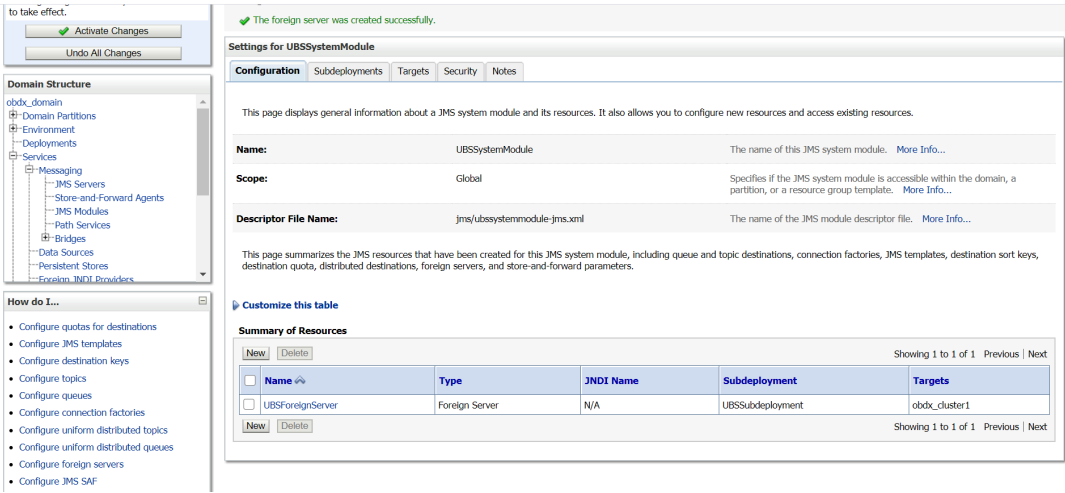 to take effect.
Activate Changes
Undo All Changes
Domain Structure
obdx_domain
Domain Partitions
Environment
Deployments
Services
Messaging
JMS Servers
Store-and-Forward Agents
JMS Modules
Path Services
Bridges
Data Sources
Persistent Stores
Foreign JNDI Providers
How do I...
Configure quotas for destinations
Configure JMS templates
Configure destination keys
Configure topics
Configure queues
Configure connection factories
Configure uniform distributed topics
Configure uniform distributed queues
Configure foreign servers
Configure JMS SAF
The foreign server was created successfully.
Settings for UBSSystemModule
Configuration Subdeployments Targets Security Notes
This page displays general information about a JMS system module and its resources. It also allows you to configure new resources and access existing resources.
Name: UBSSystemModule The name of this JMS system module. More Info...
Scope: Global Specifies if the JMS system module is accessible within the domain, a
partition, or a resource group template. More Info...
Descriptor File Name: jms/ubssystemmodule-jms.xml The name of the JMS module descriptor file. More Info...
This page summarizes the JMS resources that have been created for this JMS system module, including queue and topic destinations, connection factories, JMS templates, destination sort keys,
destination quota, distributed destinations, foreign servers, and store-and-forward parameters.
Customize this table
Summary of Resources
New Delete Showing 1 to 1 of 1 Previous | Next
Name Type JNDI Name Subdeployment Targets
UBSForeignServer Foreign Server N/A UBSSubdeployment obdx_cluster1
New Delete Showing 1 to 1 of 1 Previous | Next